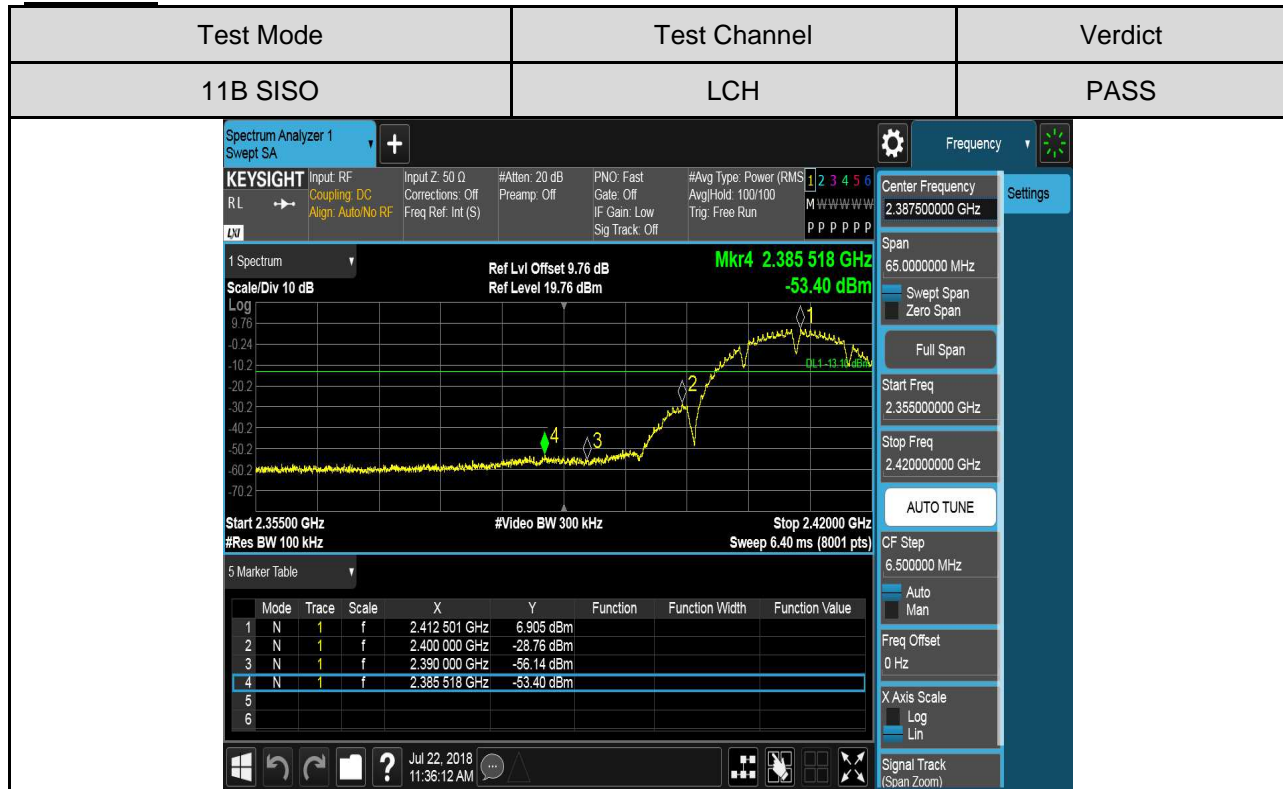 Test Mode Test Channel Verdict
11B SISO LCH PASS
Spectrum Analyzer 1
Swept SA
+
Frequency
KEYSIGHT
RL
LXI
Input: RF
Coupling: DC
Align: Auto/No RF
Input Z: 50 Ω
Corrections: Off
Freq Ref: Int (S)
#Atten: 20 dB
Preamp: Off
PNO: Fast
Gate: Off
IF Gain: Low
Sig Track: Off
#Avg Type: Power (RMS
Avg|Hold: 100/100
Trig: Free Run
1 2 3 4 5 6
M W W W W W
P P P P P P
1 Spectrum
Scale/Div 10 dB
Ref Lvl Offset 9.76 dB
Ref Level 19.76 dBm
Mkr4 2.385 518 GHz
-53.40 dBm
Log
9.76
-0.24
-10.2
-20.2
-30.2
-40.2
-50.2
-60.2
-70.2
1
2
3
4
DL1 -13.10 dBm
Start 2.35500 GHz #Video BW 300 kHz Stop 2.42000 GHz
#Res BW 100 kHz Sweep 6.40 ms (8001 pts)
5 Marker Table
Mode Trace Scale X Y Function Function Width Function Value
1 N 1 f 2.412 501 GHz 6.905 dBm
2 N 1 f 2.400 000 GHz -28.76 dBm
3 N 1 f 2.390 000 GHz -56.14 dBm
4 N 1 f 2.385 518 GHz -53.40 dBm
5
6
?
Jul 22, 2018
11:36:12 AM
Settings
Center Frequency
2.387500000 GHz
Span
65.0000000 MHz
Swept Span
Zero Span
Full Span
Start Freq
2.355000000 GHz
Stop Freq
2.420000000 GHz
AUTO TUNE
CF Step
6.500000 MHz
Auto
Man
Freq Offset
0 Hz
X Axis Scale
Log
Lin
Signal Track
(Span Zoom)